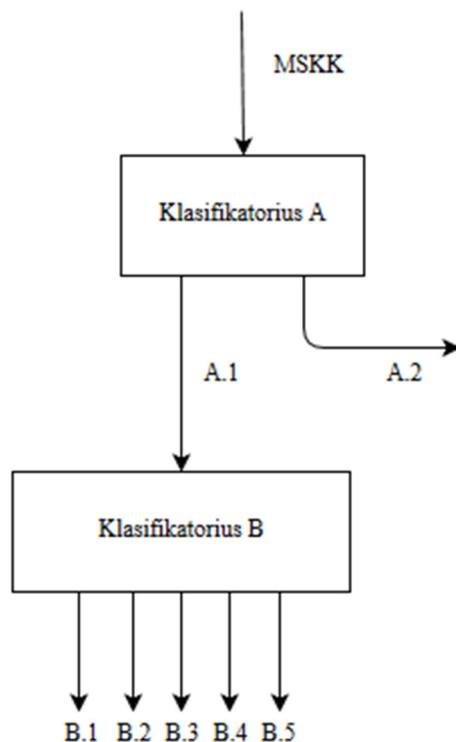 MSKK
Klasifikatorius A
A.1
A.2
Klasifikatorius B
B.1 B.2 B.3 B.4 B.5